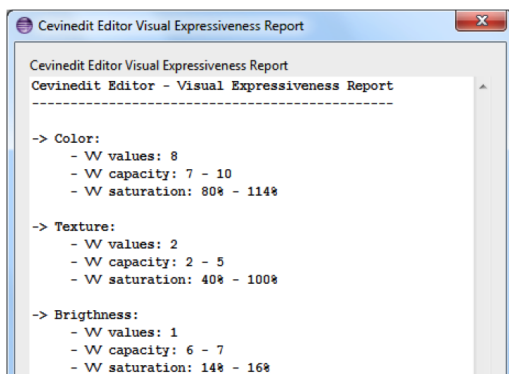 Cevinedit Editor Visual Expressiveness Report
Cevinedit Editor Visual Expressiveness Report
Cevinedit Editor - Visual Expressiveness Report
-----------------------------------------------
-> Color:
- VV values: 8
- VV capacity: 7 - 10
- VV saturation: 80% - 114%
-> Texture:
- VV values: 2
- VV capacity: 2 - 5
- VV saturation: 40% - 100%
-> Brigthness:
- VV values: 1
- VV capacity: 6 - 7
- VV saturation: 14% - 16%